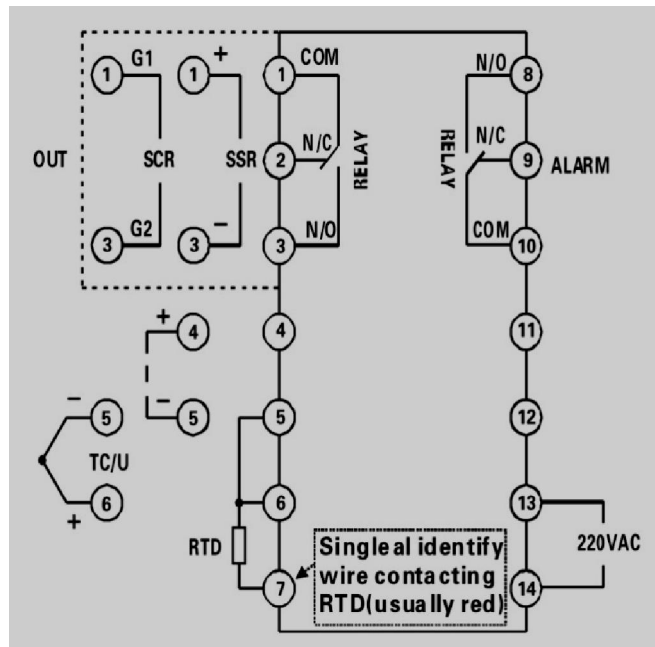 G1
+
COM
1
1
1
N/O
8
OUT
SCR
SSR
2
N/C
RELAY
RELAY
N/C
9
ALARM
3
G2
3
−
3
N/O
COM
10
+
4
4
11
−
5
−
5
5
12
TC/U
6
+
6
13
RTD
220VAC
7
Singleal identify
wire contacting
RTD(usually red)
14